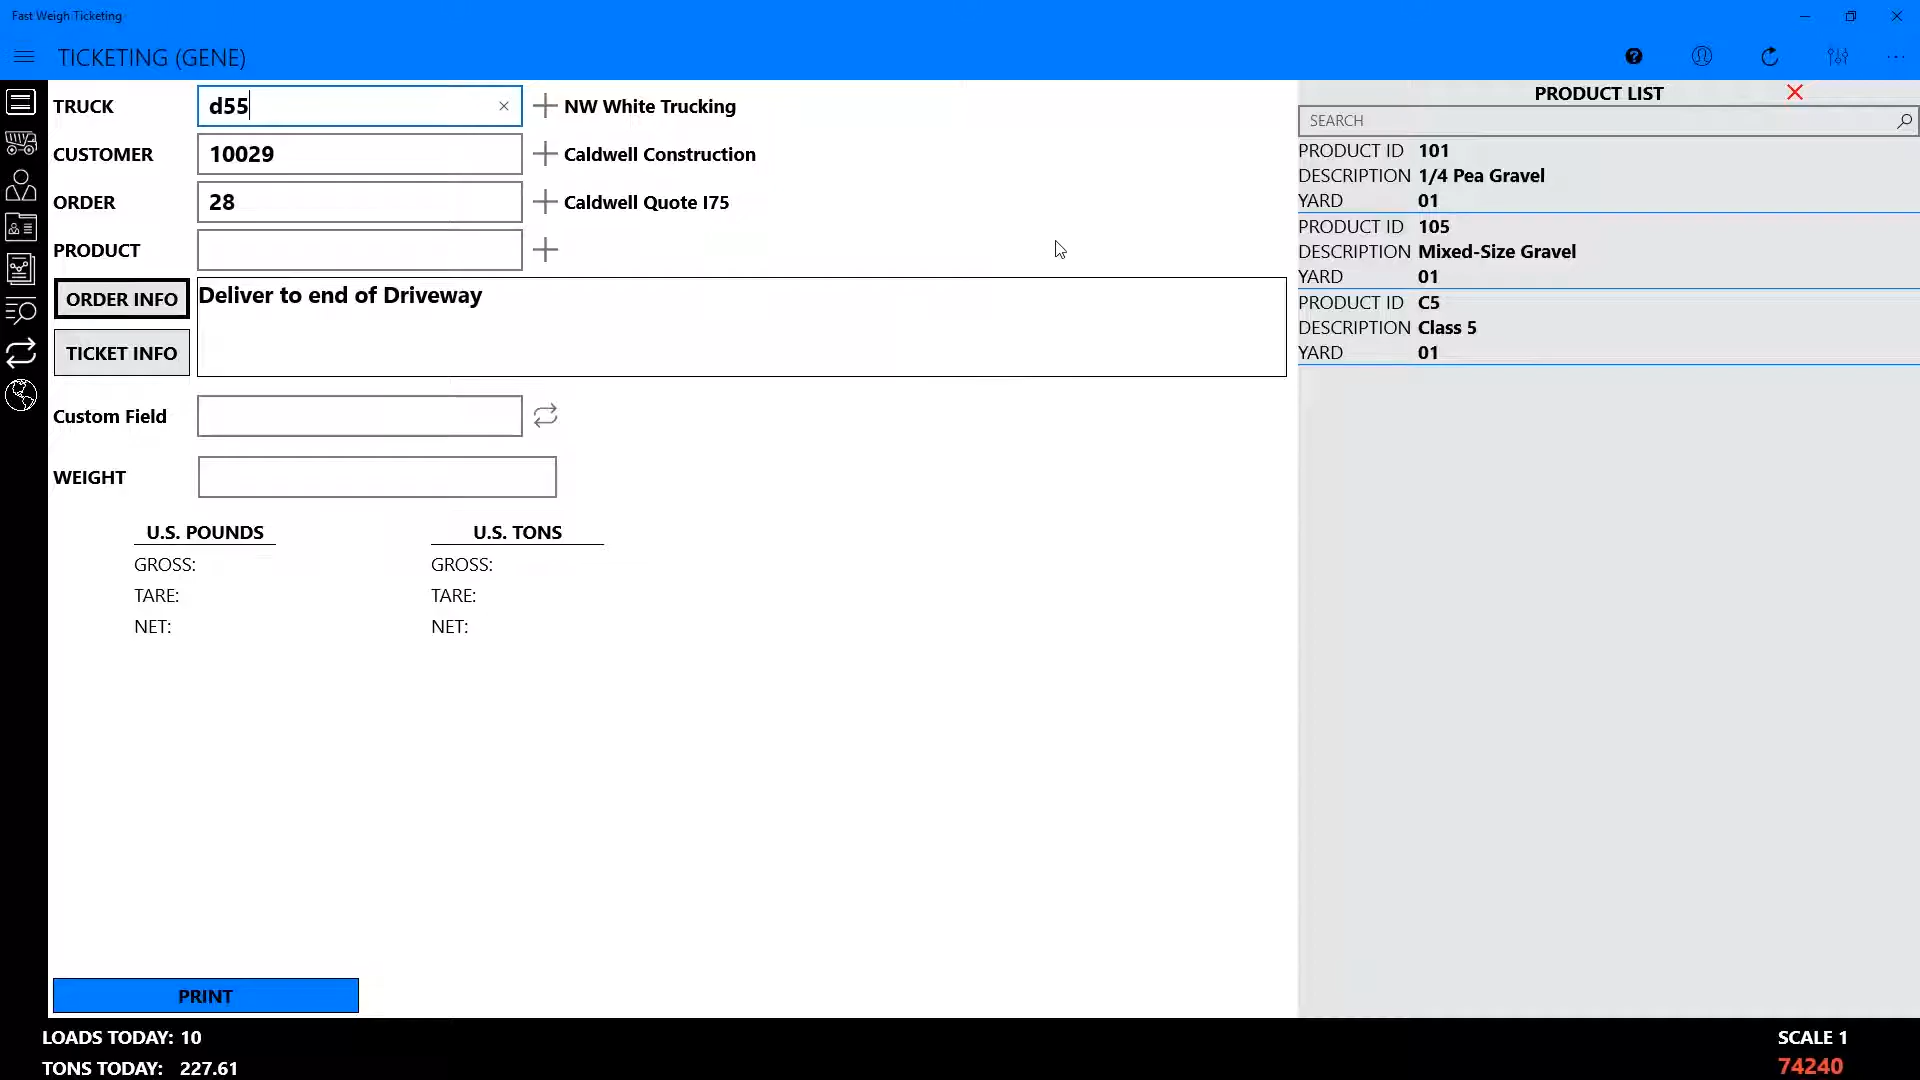 Fast Weigh Ticketing
TICKETING (GENE)
TRUCK d55 NW White Trucking
CUSTOMER 10029 Caldwell Construction
ORDER 28 Caldwell Quote I75
PRODUCT
ORDER INFO Deliver to end of Driveway
TICKET INFO
Custom Field
WEIGHT
U.S. POUNDS U.S. TONS
GROSS: GROSS:
TARE: TARE:
NET: NET:
PRINT
PRODUCT LIST
SEARCH
PRODUCT ID 101
DESCRIPTION 1/4 Pea Gravel
YARD 01
PRODUCT ID 105
DESCRIPTION Mixed-Size Gravel
YARD 01
PRODUCT ID C5
DESCRIPTION Class 5
YARD 01
LOADS TODAY: 10
TONS TODAY: 227.61
SCALE 1
74240